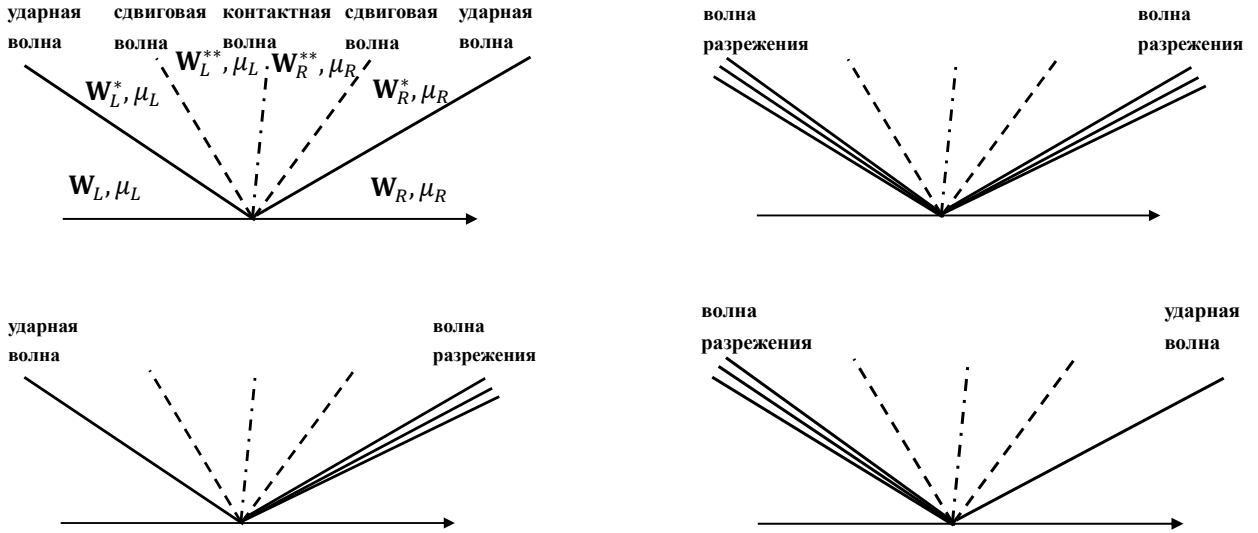 ударная сдвиговая контактная сдвиговая ударная
волна волна волна волна волна
W_L^{**}, μ_L W_R^{**}, μ_R
W_L^*, μ_L W_R^*, μ_R
W_L, μ_L W_R, μ_R
волна волна
разрежения разрежения
ударная волна
волна разрежения
волна ударная
разрежения волна